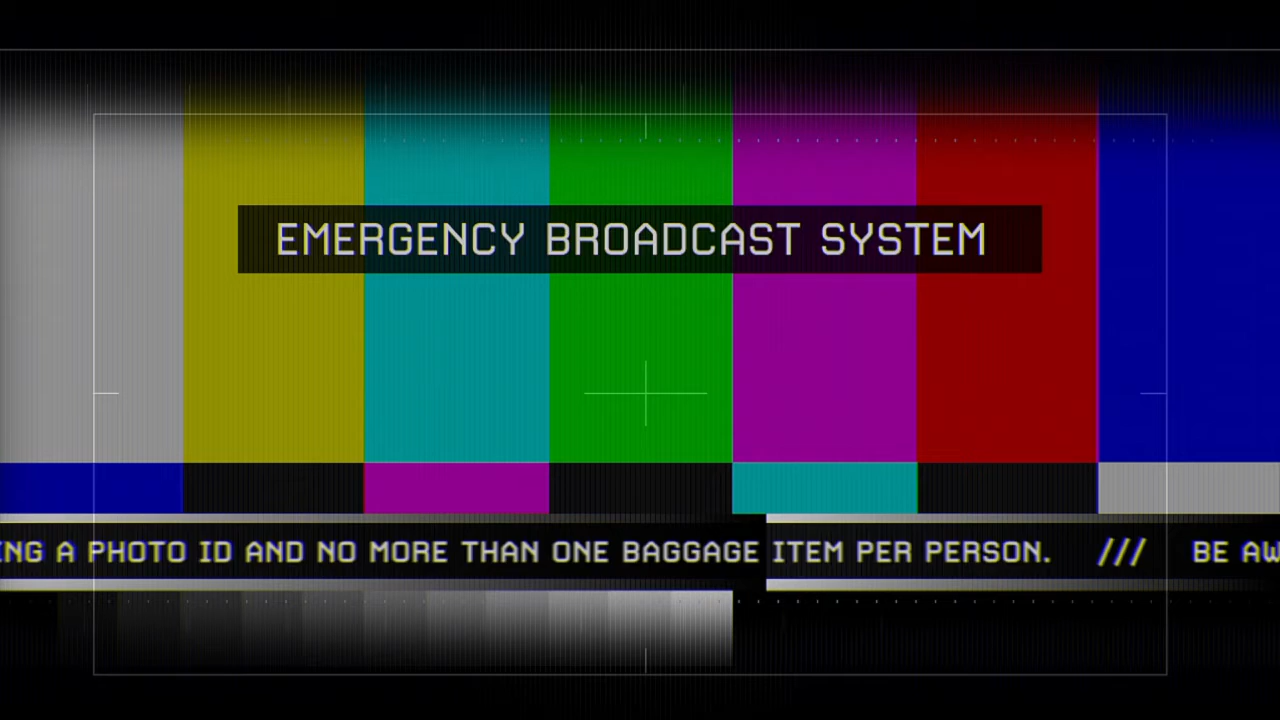 EMERGENCY BROADCAST SYSTEM
A PHOTO ID AND NO MORE THAN ONE BAGGAGE ITEM PER PERSON. /// BE